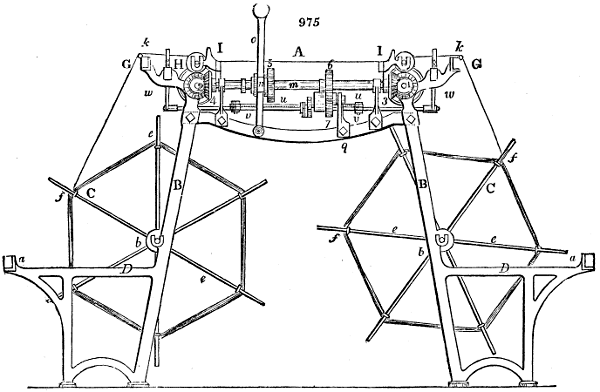 975
k o I A I k
G H 5 6 G
w m n 3 w
u u
v 7 v
q
e
f C B B C f
b f e e
a D e b D a